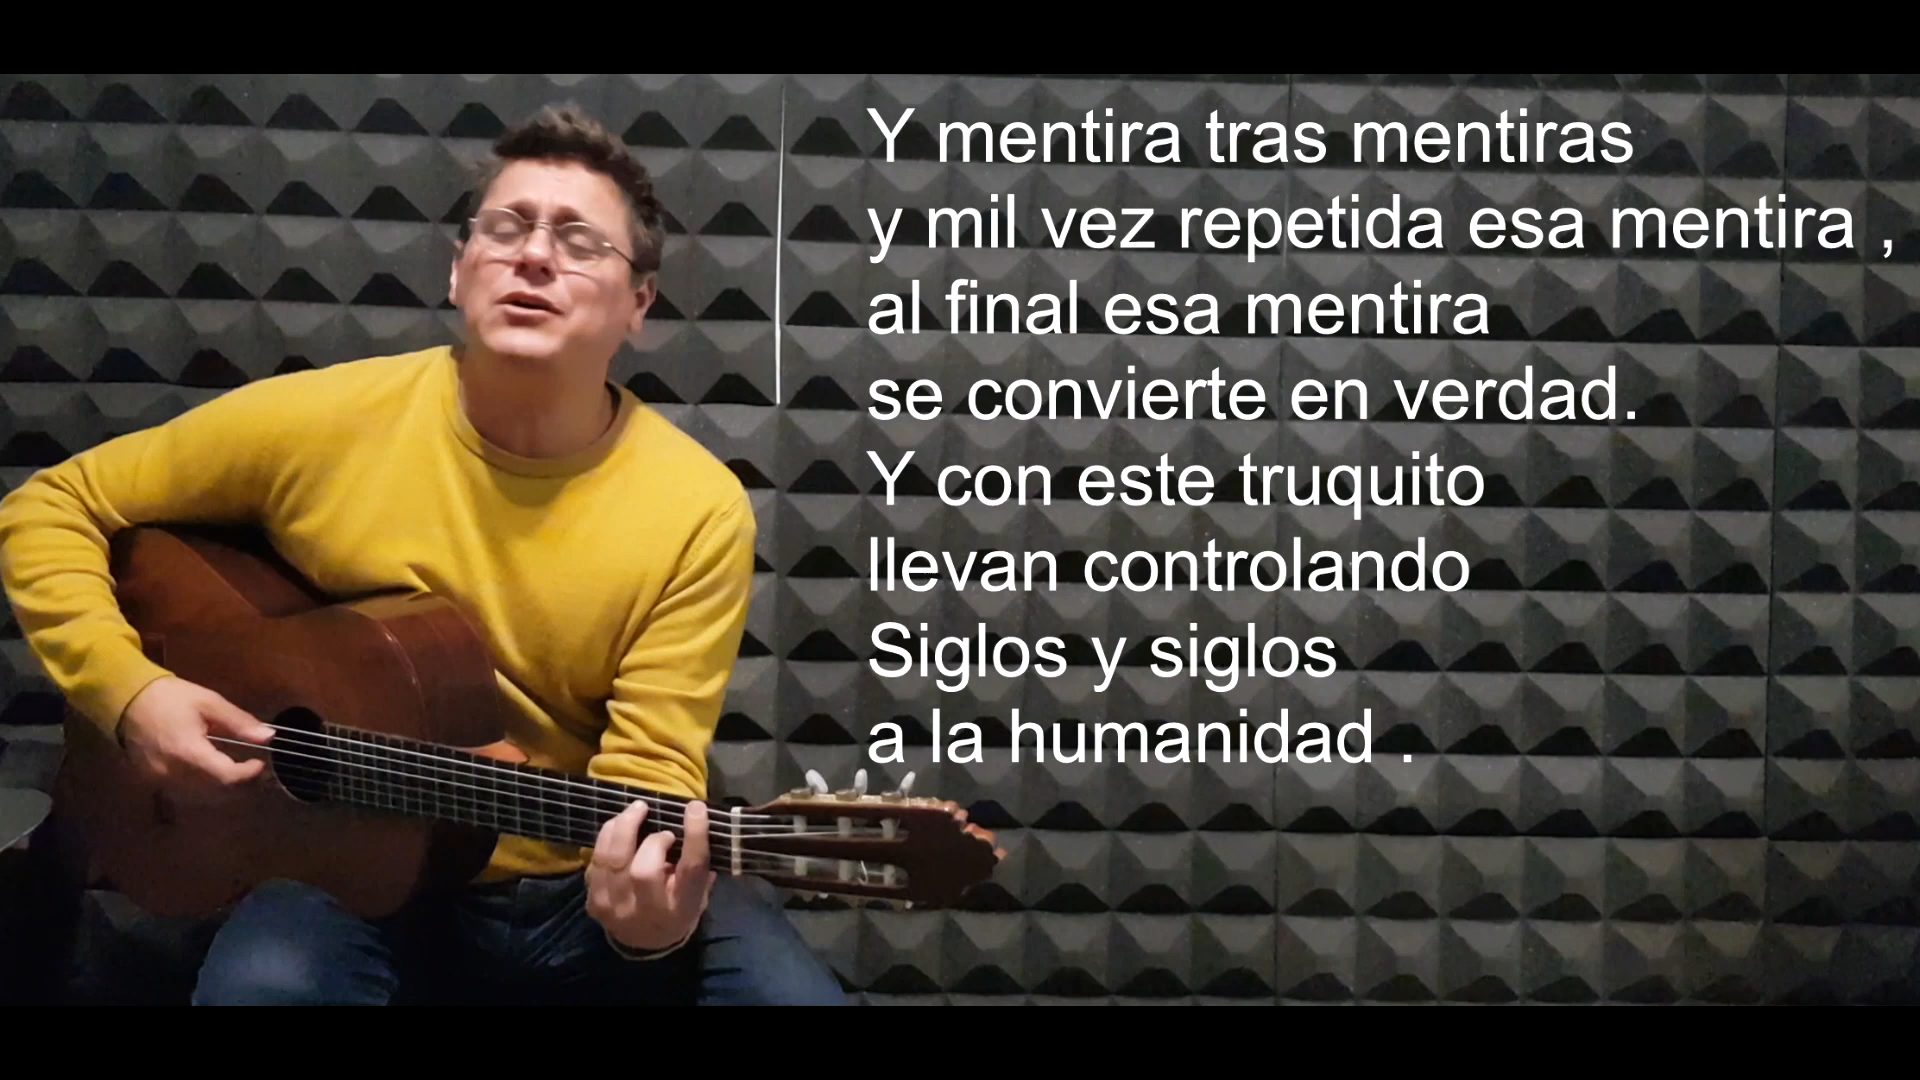 Y mentira tras mentiras
y mil vez repetida esa mentira ,
al final esa mentira
se convierte en verdad.
Y con este truquito
llevan controlando
Siglos y siglos
a la humanidad .